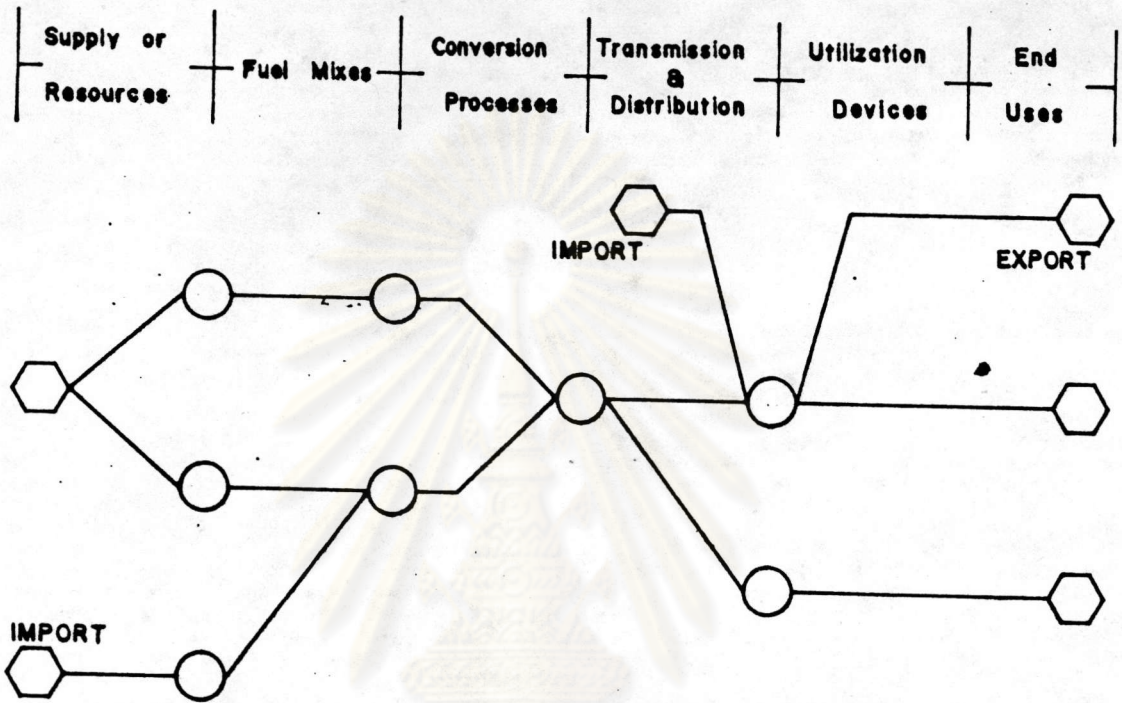 Supply or
Resources
Fuel Mixes
Conversion
Processes
Transmission
&
Distribution
Utilization
Devices
End
Uses
IMPORT
EXPORT
IMPORT